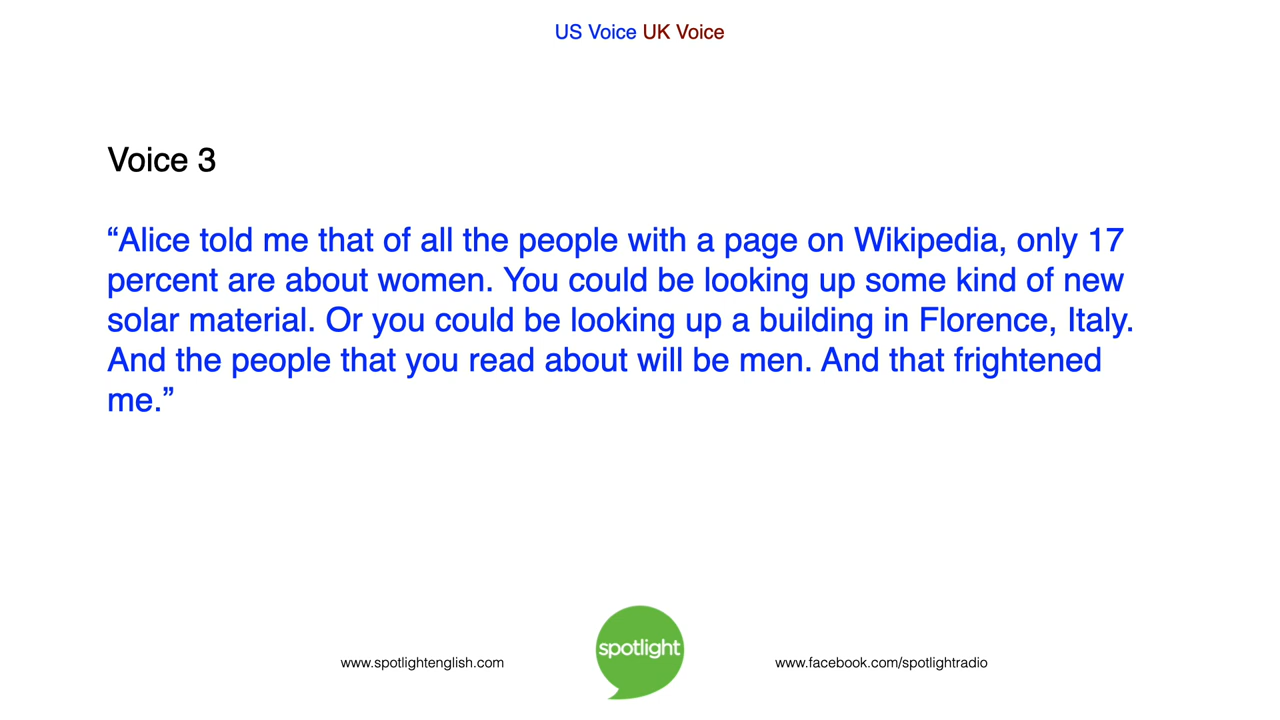 US Voice UK Voice
Voice 3
“Alice told me that of all the people with a page on Wikipedia, only 17
percent are about women. You could be looking up some kind of new
solar material. Or you could be looking up a building in Florence, Italy.
And the people that you read about will be men. And that frightened
me.”
spotlight
www.spotlightenglish.com
www.facebook.com/spotlightradio